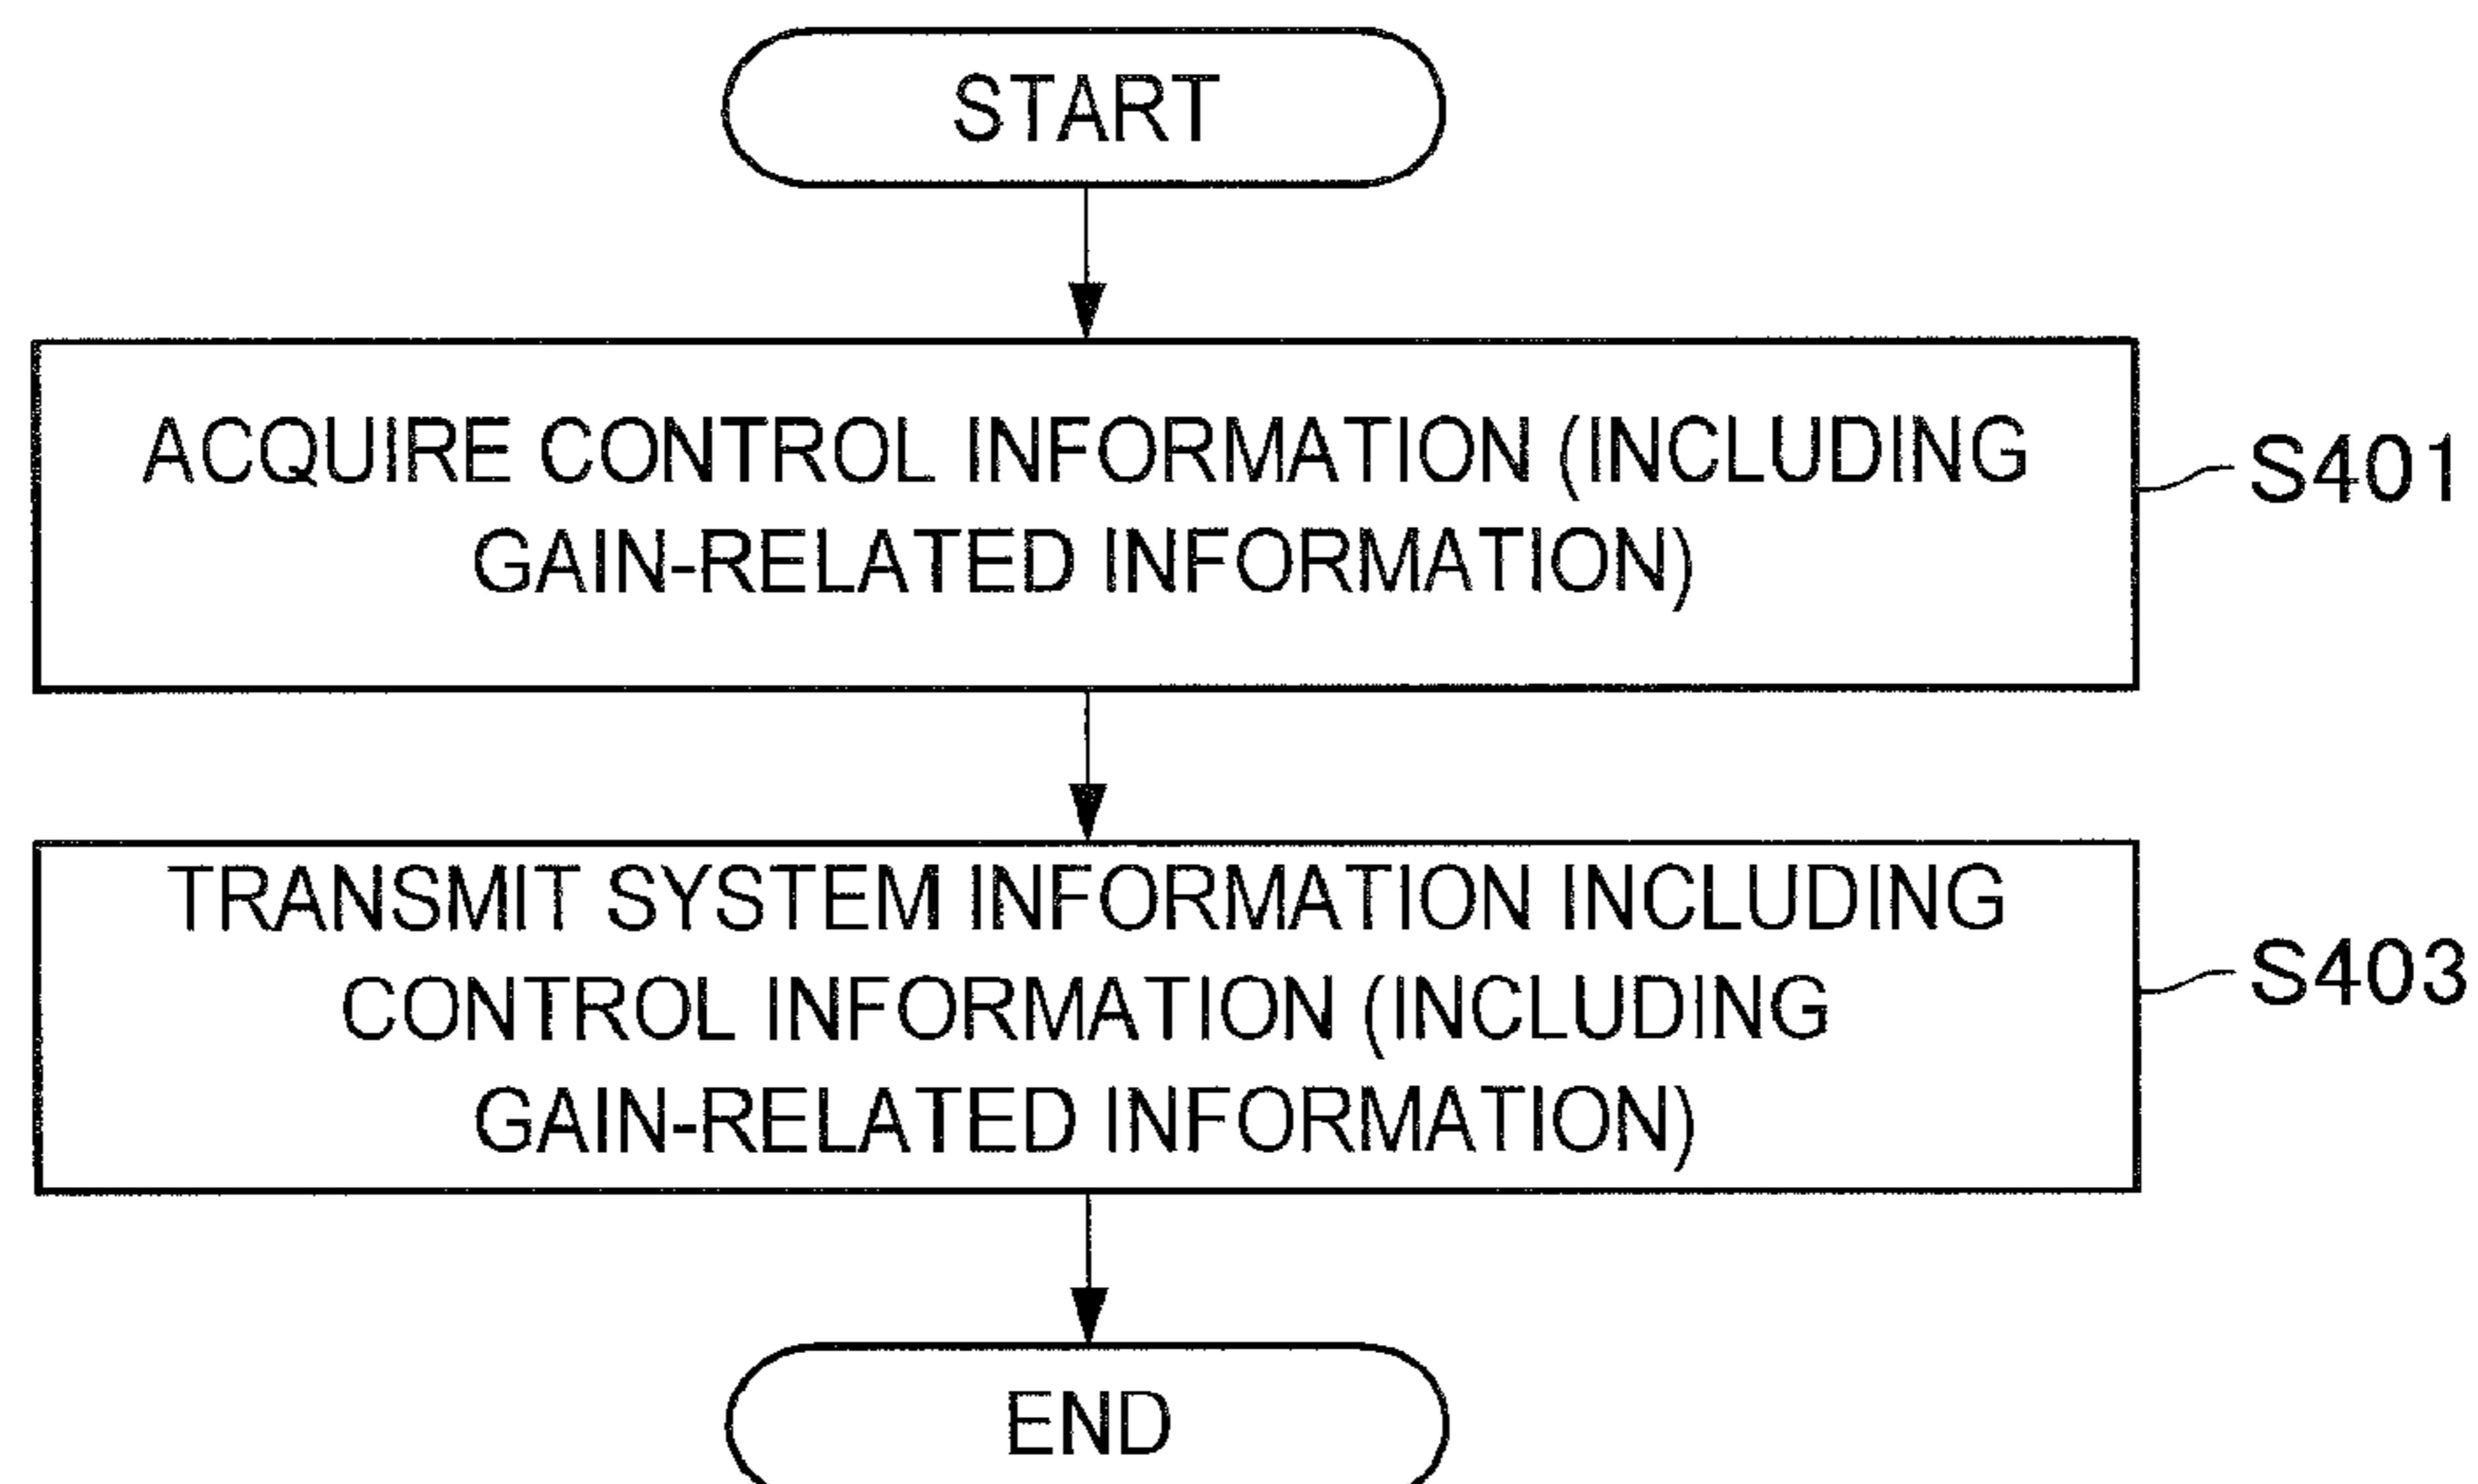 START
ACQUIRE CONTROL INFORMATION (INCLUDING
GAIN-RELATED INFORMATION)
S401
TRANSMIT SYSTEM INFORMATION INCLUDING
CONTROL INFORMATION (INCLUDING
GAIN-RELATED INFORMATION)
S403
END